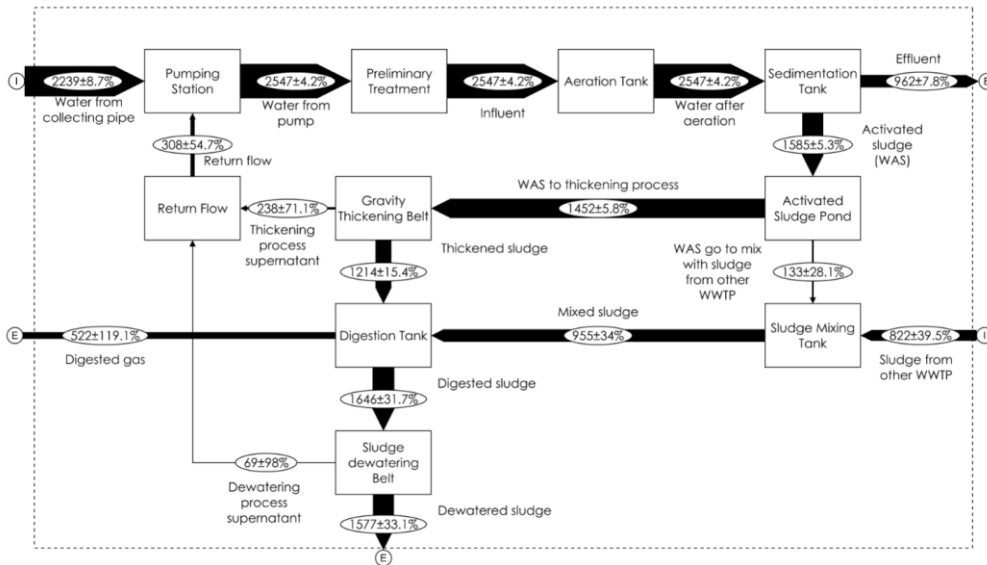 Pumping
Station
Preliminary
Treatment
Aeration Tank
Sedimentation
Tank
Effluent
I
2239±8.7%
2547±4.2%
2547±4.2%
2547±4.2%
962±7.8%
E
Water from
collecting pipe
Water from
pump
Influent
Water after
aeration
308±54.7%
Return flow
1585±5.3%
Activated
sludge
(WAS)
Return Flow
238±71.1%
Thickening
process
supernatant
Gravity
Thickening Belt
WAS to thickening process
1452±5.8%
Activated
Sludge Pond
Thickened sludge
1214±15.4%
WAS go to mix
with sludge
from other
WWTP
133±28.1%
E
522±119.1%
Digested gas
Digestion Tank
Mixed sludge
955±34%
Sludge Mixing
Tank
822±39.5%
I
Sludge from
other WWTP
Digested sludge
1646±31.7%
Sludge
dewatering
Belt
69±98%
Dewatering
process
supernatant
Dewatered sludge
1577±33.1%
E